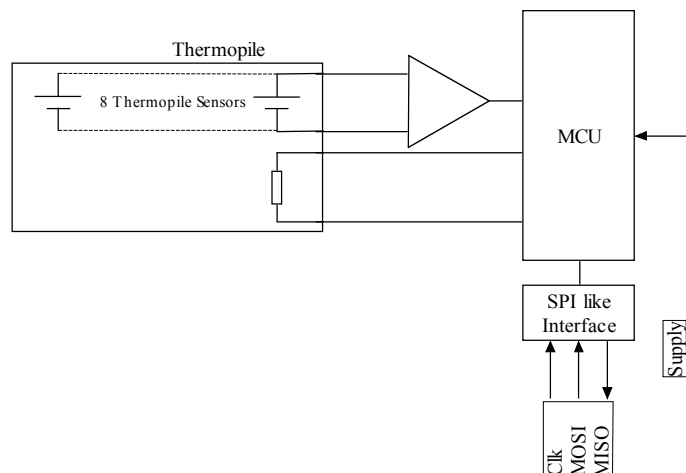 Thermopile
8 Thermopile Sensors
MCU
SPI like
Interface
Supply
Clk
MOSI
MISO